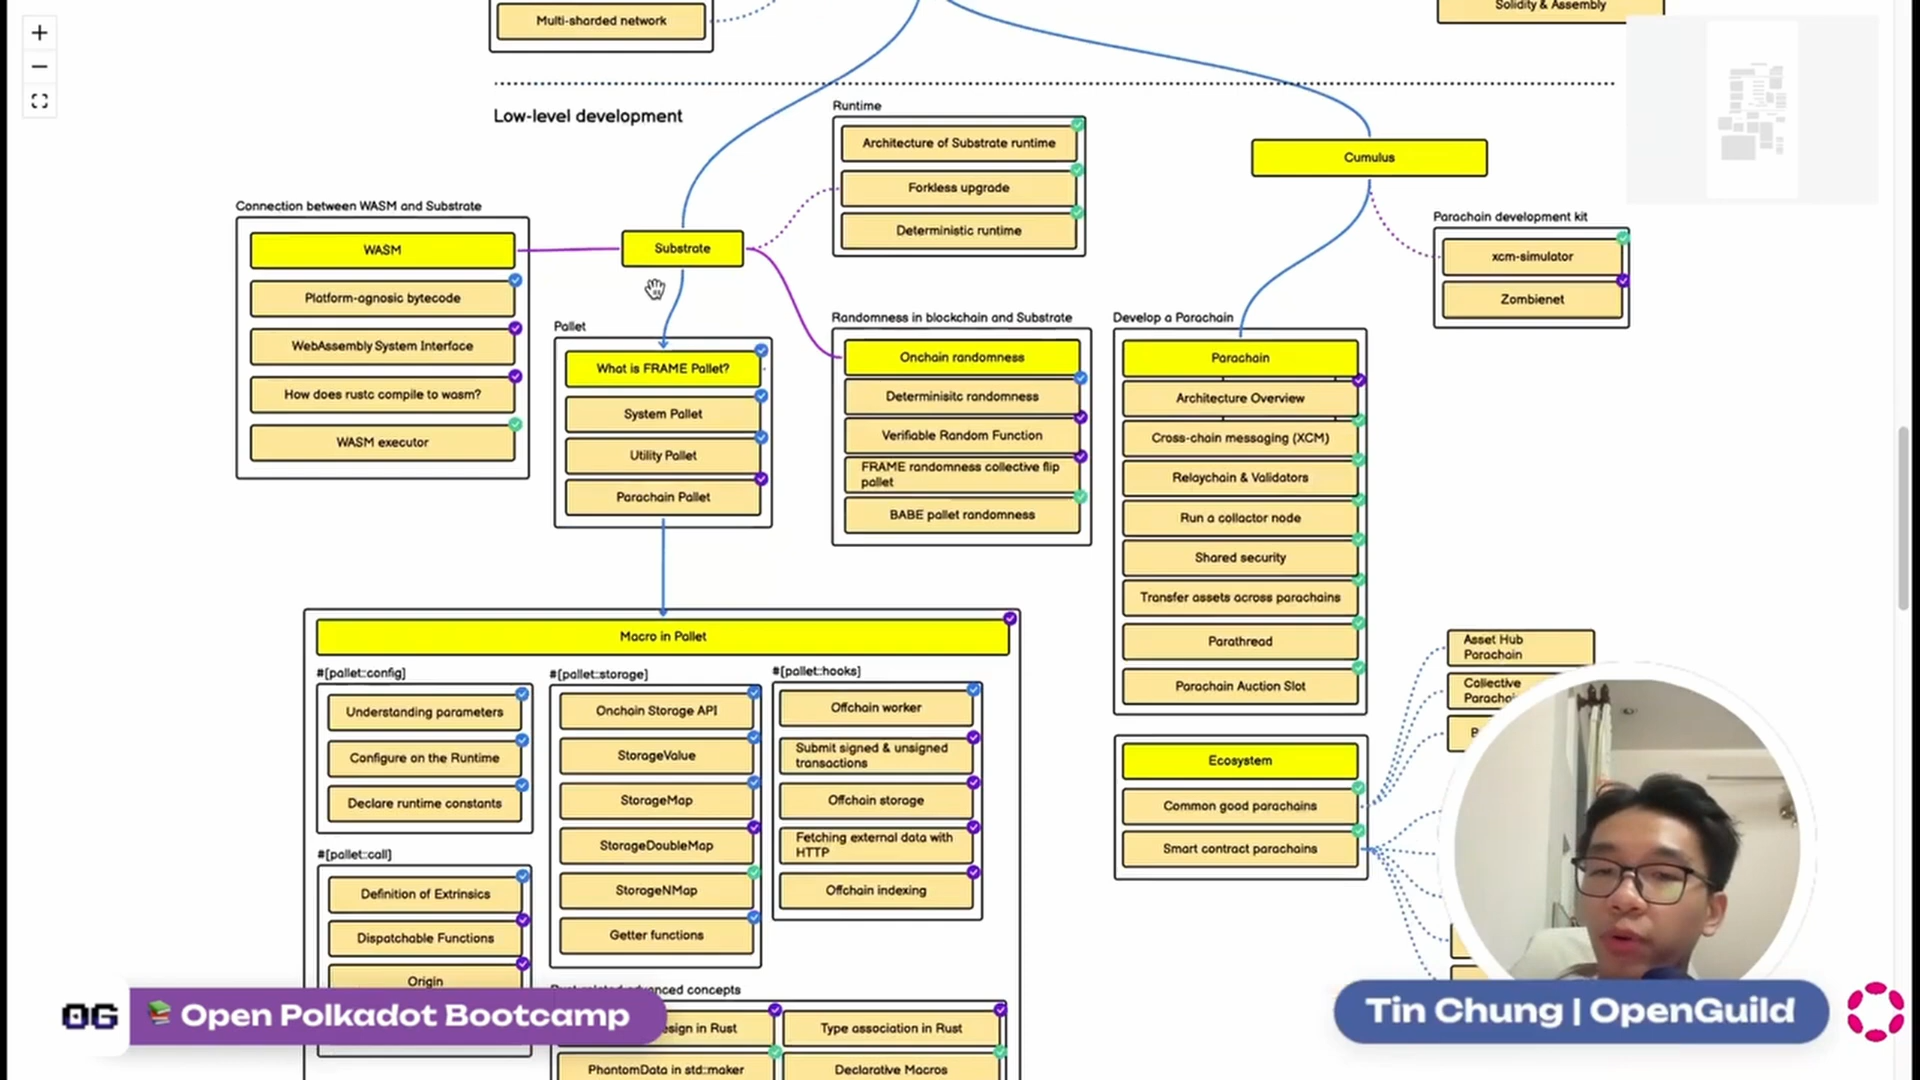 Multi-sharded network
Solidity & Assembly
Low-level development
Runtime
Architecture of Substrate runtime
Forkless upgrade
Deterministic runtime
Cumulus
Parachain development kit
xcm-simulator
Zombienet
Connection between WASM and Substrate
WASM
Platform-agnosic bytecode
WebAssembly System Interface
How does rustc compile to wasm?
WASM executor
Substrate
Pallet
What is FRAME Pallet?
System Pallet
Utility Pallet
Parachain Pallet
Randomness in blockchain and Substrate
Onchain randomness
Determinisitc randomness
Verifiable Random Function
FRAME randomness collective flip
pallet
BABE pallet randomness
Develop a Parachain
Parachain
Architecture Overview
Cross-chain messaging (XCM)
Relaychain & Validators
Run a collactor node
Shared security
Transfer assets across parachains
Parathread
Parachain Auction Slot
Ecosystem
Common good parachains
Smart contract parachains
Asset Hub
Parachain
Collective
Macro in Pallet
#[pallet::config]
Understanding parameters
Configure on the Runtime
Declare runtime constants
#[pallet::call]
Definition of Extrinsics
Dispatchable Functions
Origin
#[pallet::storage]
Onchain Storage API
StorageValue
StorageMap
StorageDoubleMap
StorageNMap
Getter functions
#[pallet::hooks]
Offchain worker
Submit signed & unsigned
transactions
Offchain storage
Fetching external data with
HTTP
Offchain indexing
concepts
in Rust
Type association in Rust
PhantomData in std::maker
Declarative Macros
OG
Open Polkadot Bootcamp
Tin Chung | OpenGuild